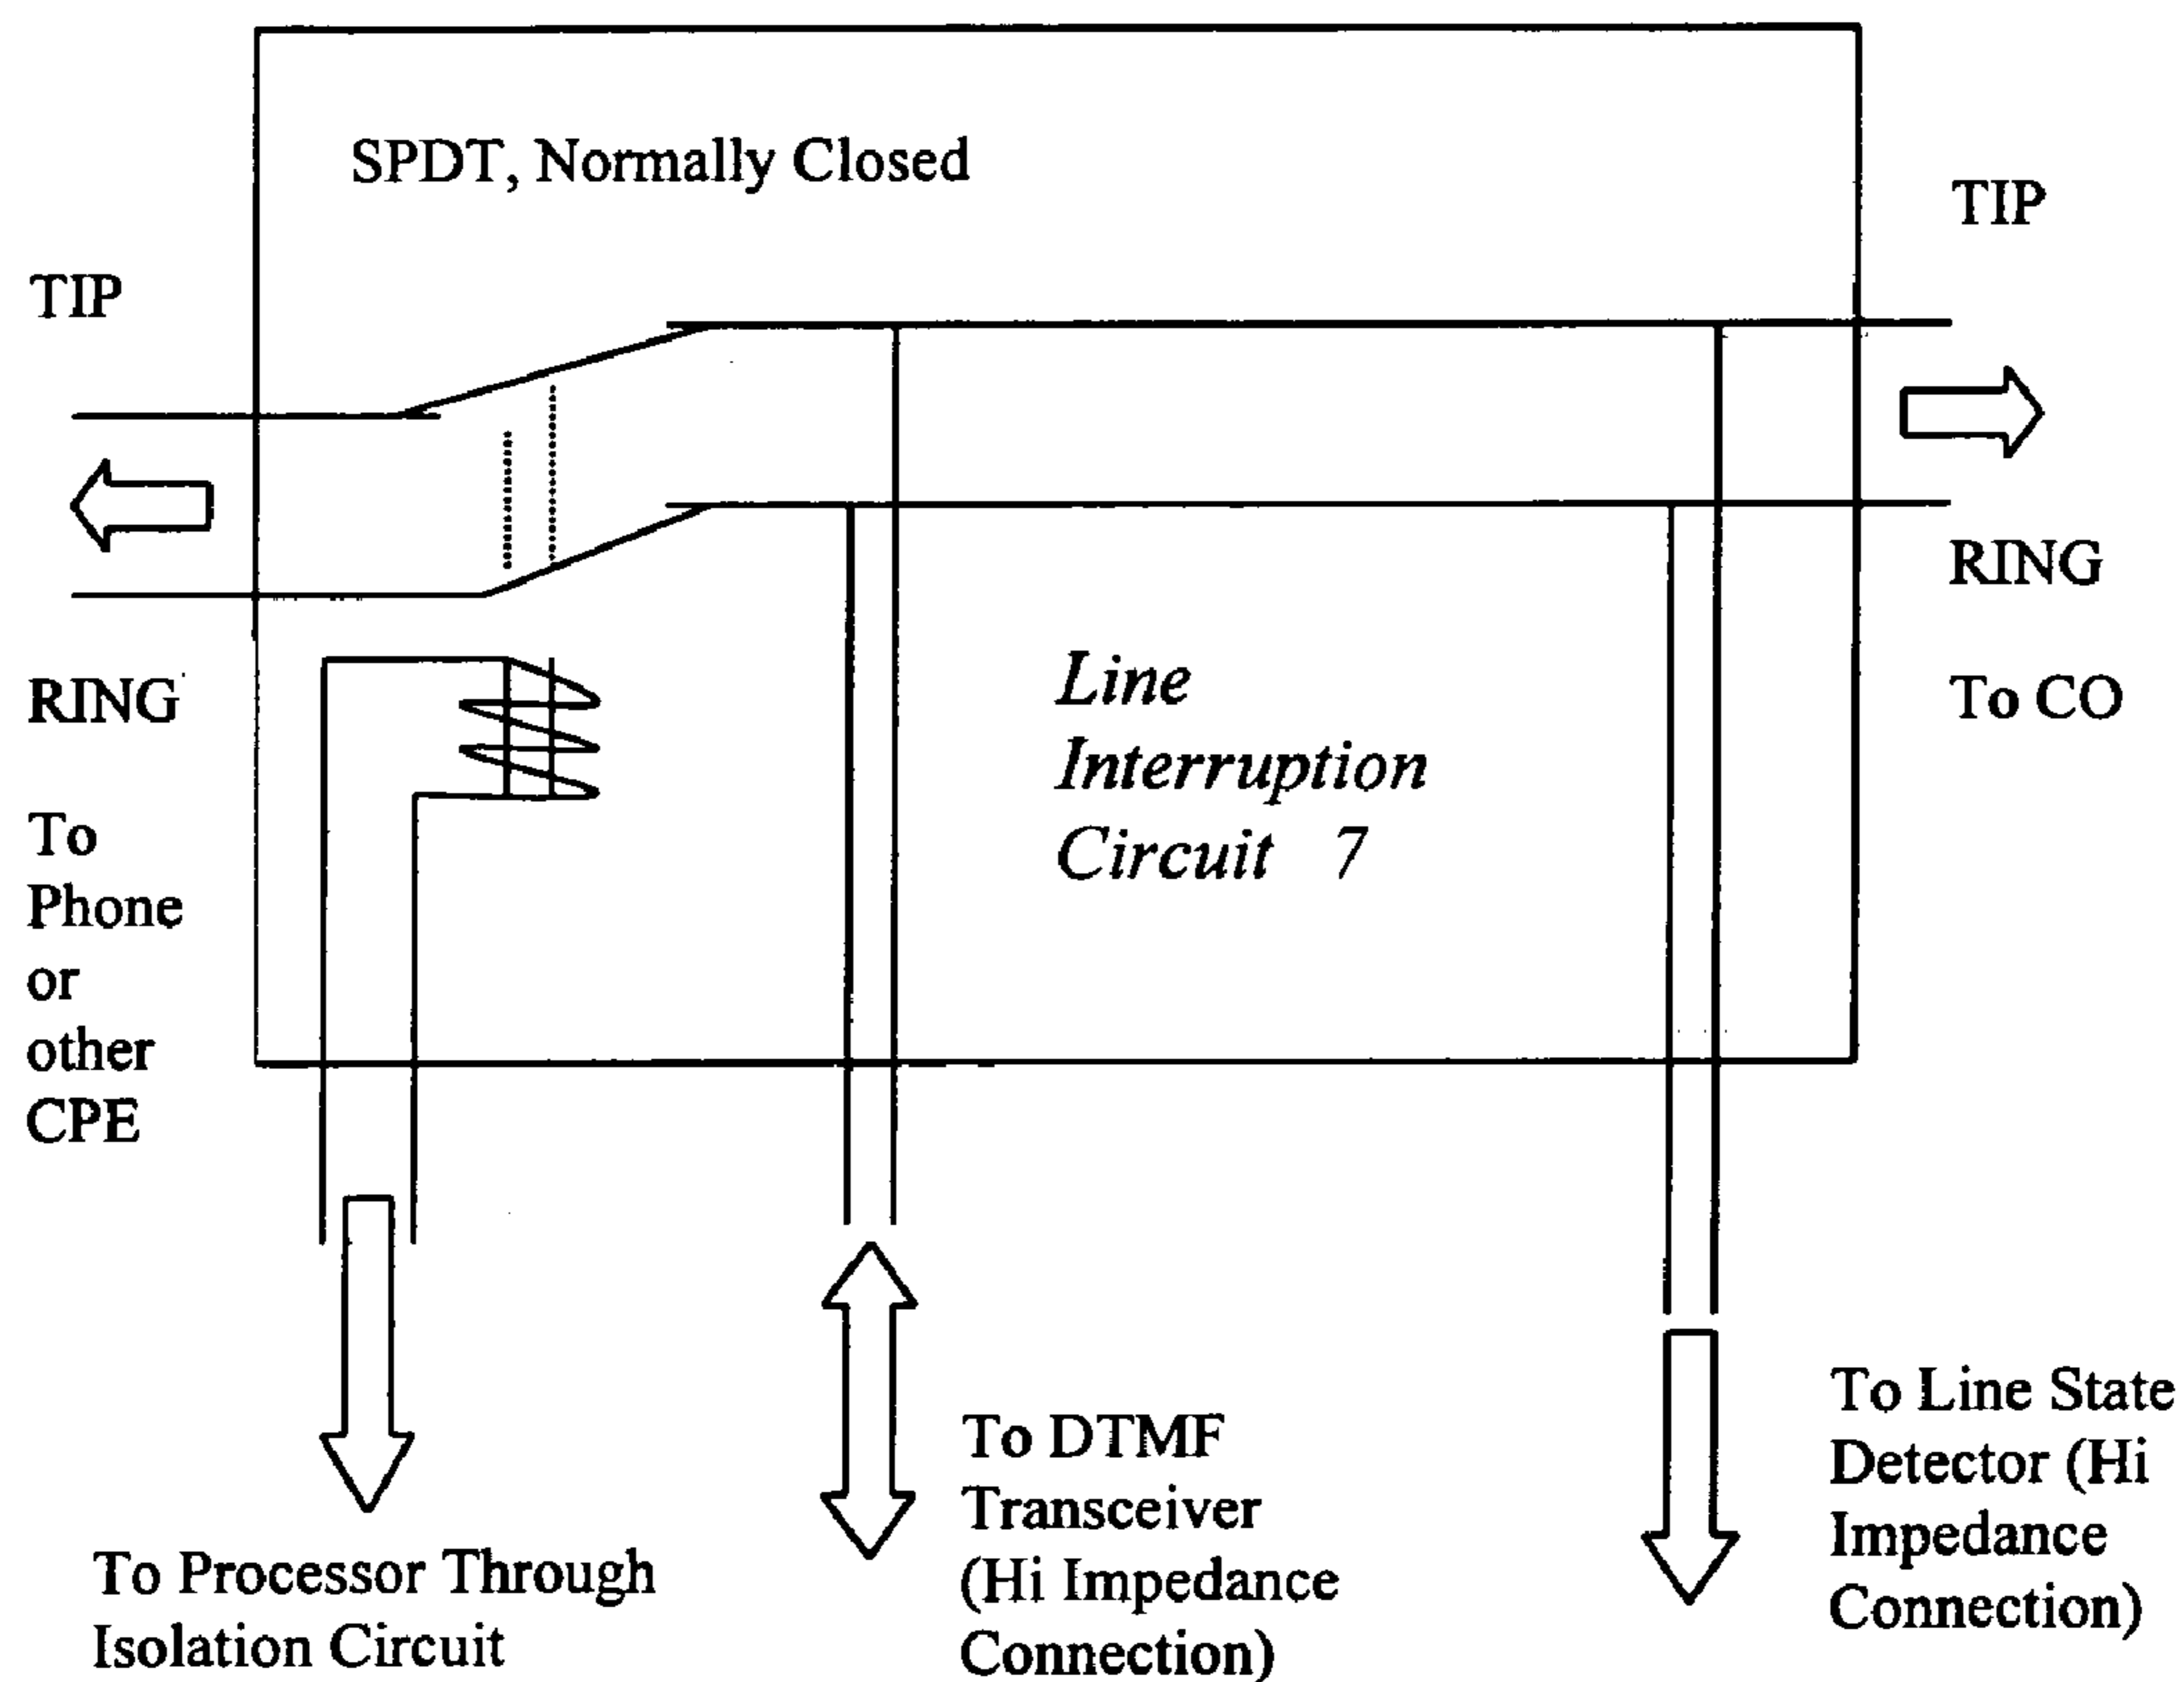 SPDT, Normally Closed
TIP
TIP
RING
To
Phone
or
other
CPE
Line
Interruption
Circuit 7
RING
To CO
To Processor Through
Isolation Circuit
To DTMF
Transceiver
(Hi Impedance
Connection)
To Line State
Detector (Hi
Impedance
Connection)